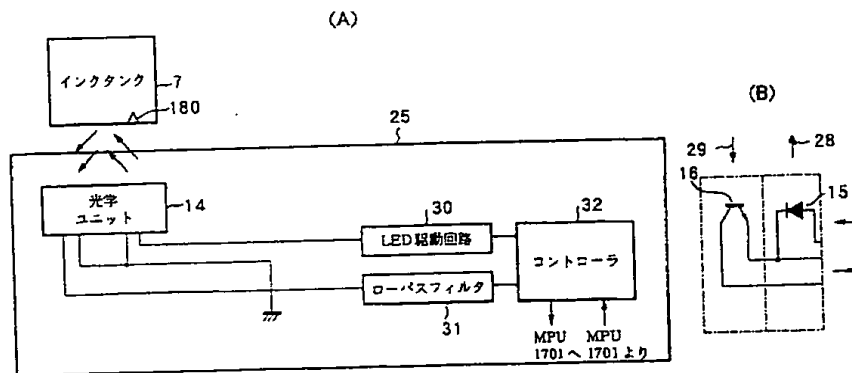 (A)
インクタンク
7
180
25
光学
ユニット
14
30
LED駆動回路
32
コントローラ
ローパスフィルタ
31
MPU
1701へ
MPU
1701より
(B)
29
28
16
15